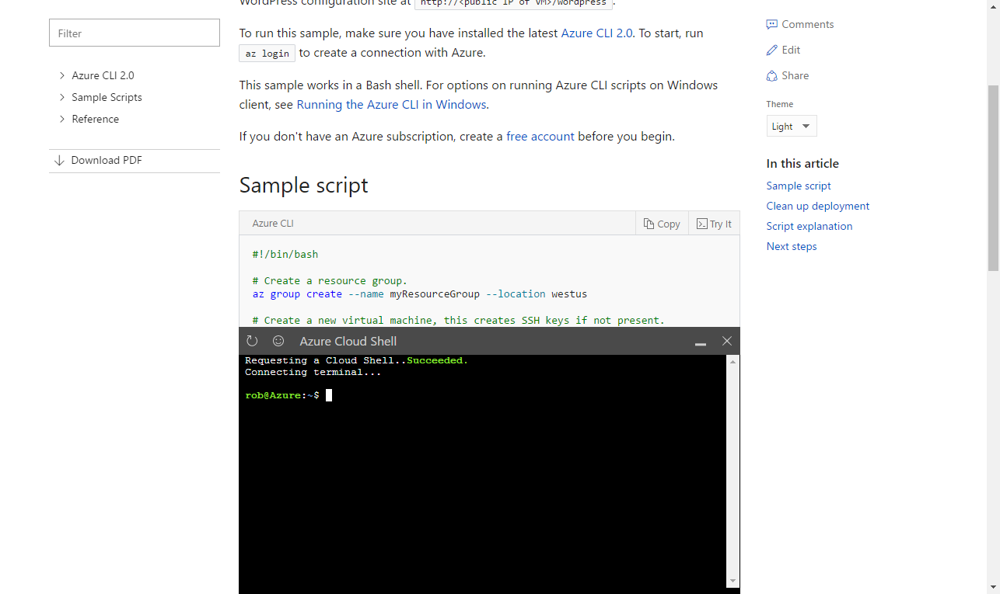 WordPress configuration site at http://<public IP of VM>/wordpress.
Filter
Azure CLI 2.0
Sample Scripts
Reference
Download PDF
To run this sample, make sure you have installed the latest Azure CLI 2.0. To start, run
az login to create a connection with Azure.
This sample works in a Bash shell. For options on running Azure CLI scripts on Windows
client, see Running the Azure CLI in Windows.
If you don't have an Azure subscription, create a free account before you begin.
Sample script
Azure CLI
Copy
Try It
#!/bin/bash
# Create a resource group.
az group create --name myResourceGroup --location westus
# Create a new virtual machine, this creates SSH keys if not present.
Azure Cloud Shell
Requesting a Cloud Shell..Succeeded.
Connecting terminal...
rob@Azure:~$
Comments
Edit
Share
Theme
Light
In this article
Sample script
Clean up deployment
Script explanation
Next steps